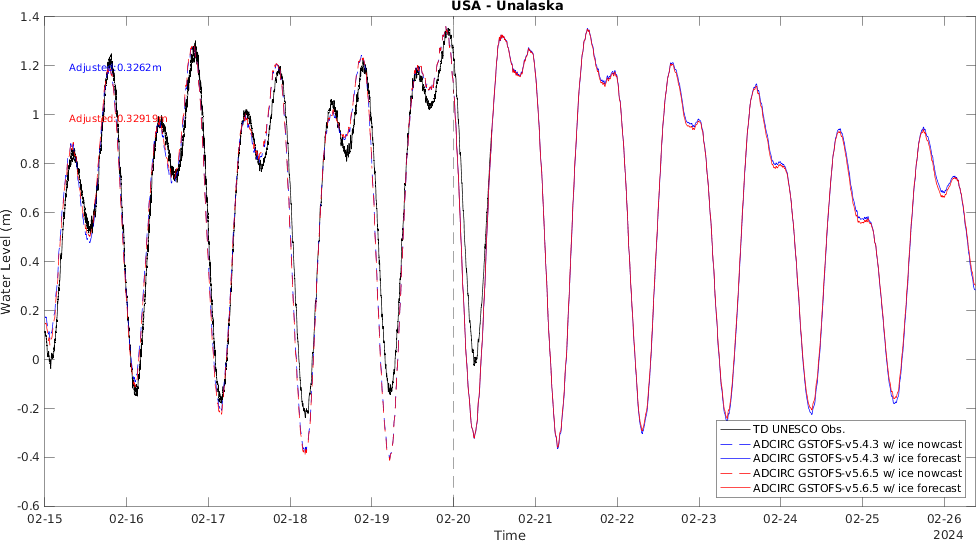 USA - Unalaska
1.4
1.2
1
0.8
0.6
0.4
0.2
0
-0.2
-0.4
-0.6
Water Level (m)
Adjusted:0.3262m
Adjusted:0.32919m
TD UNESCO Obs.
ADCIRC GSTOFS-v5.4.3 w/ ice nowcast
ADCIRC GSTOFS-v5.4.3 w/ ice forecast
ADCIRC GSTOFS-v5.6.5 w/ ice nowcast
ADCIRC GSTOFS-v5.6.5 w/ ice forecast
02-15 02-16 02-17 02-18 02-19 02-20 02-21 02-22 02-23 02-24 02-25 02-26
Time
2024